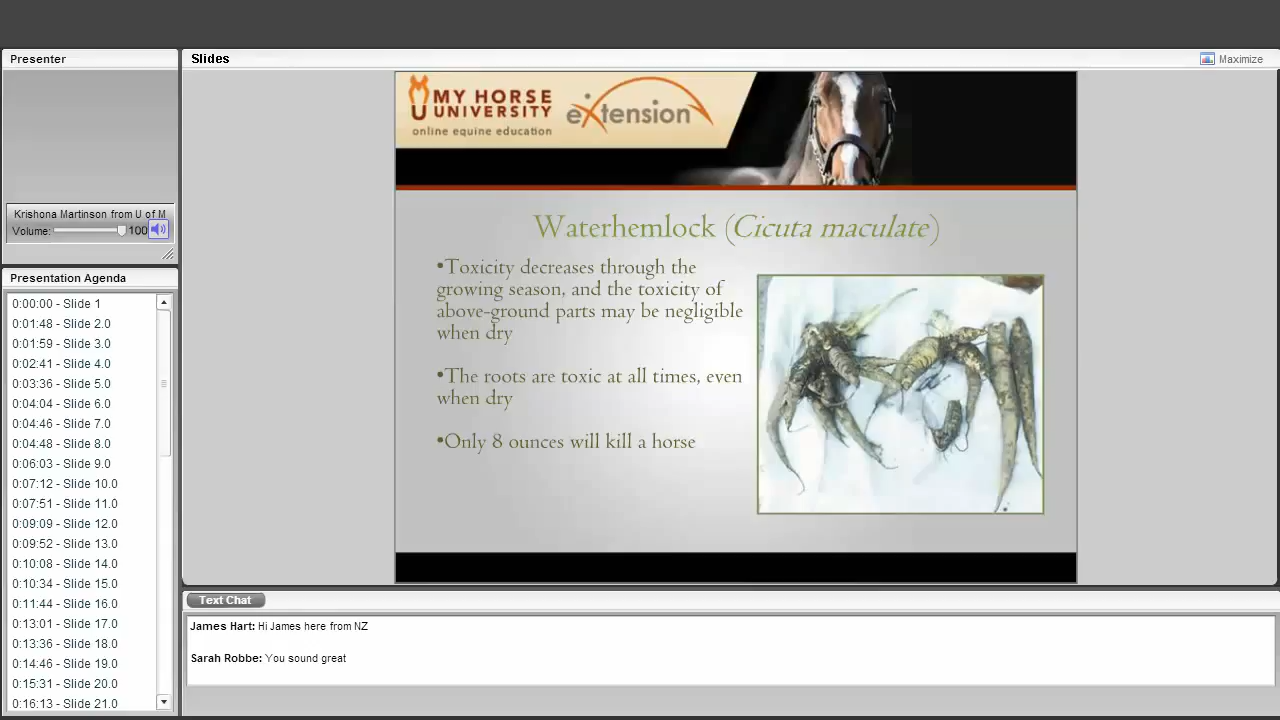 Presenter
Krishona Martinson from U of M
Volume: 100
Presentation Agenda
0:00:00 - Slide 1
0:01:48 - Slide 2.0
0:01:59 - Slide 3.0
0:02:41 - Slide 4.0
0:03:36 - Slide 5.0
0:04:04 - Slide 6.0
0:04:46 - Slide 7.0
0:04:48 - Slide 8.0
0:06:03 - Slide 9.0
0:07:12 - Slide 10.0
0:07:51 - Slide 11.0
0:09:09 - Slide 12.0
0:09:52 - Slide 13.0
0:10:08 - Slide 14.0
0:10:34 - Slide 15.0
0:11:44 - Slide 16.0
0:13:01 - Slide 17.0
0:13:36 - Slide 18.0
0:14:46 - Slide 19.0
0:15:31 - Slide 20.0
0:16:13 - Slide 21.0
Slides
Maximize
MY HORSE
UNIVERSITY
online equine education
eXtension
Waterhemlock (Cicuta maculate)
•Toxicity decreases through the
growing season, and the toxicity of
above-ground parts may be negligible
when dry
•The roots are toxic at all times, even
when dry
•Only 8 ounces will kill a horse
Text Chat
James Hart: Hi James here from NZ
Sarah Robbe: You sound great